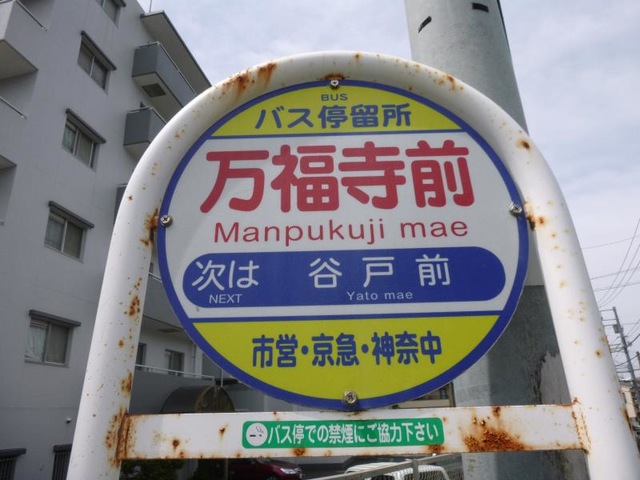 BUS
バス停留所
万福寺前
Manpukuji mae
次は 谷戸前
NEXT Yato mae
市営・京急・神奈中
バス停での禁煙にご協力下さい